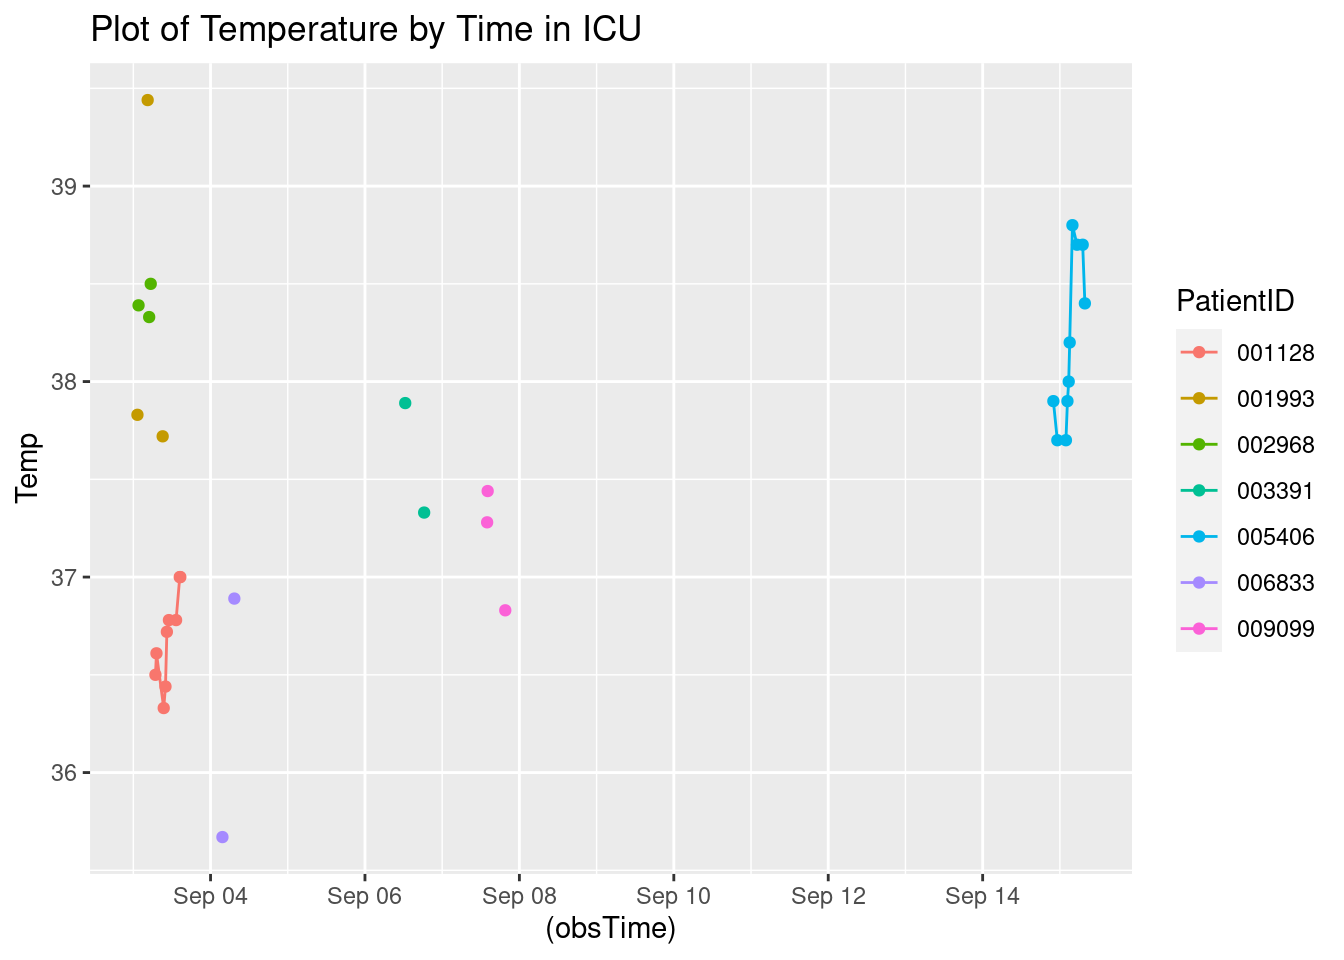 Plot of Temperature by Time in ICU
39
38
37
36
Temp
Sep 04 Sep 06 Sep 08 Sep 10 Sep 12 Sep 14
(obsTime)
PatientID
001128
001993
002968
003391
005406
006833
009099